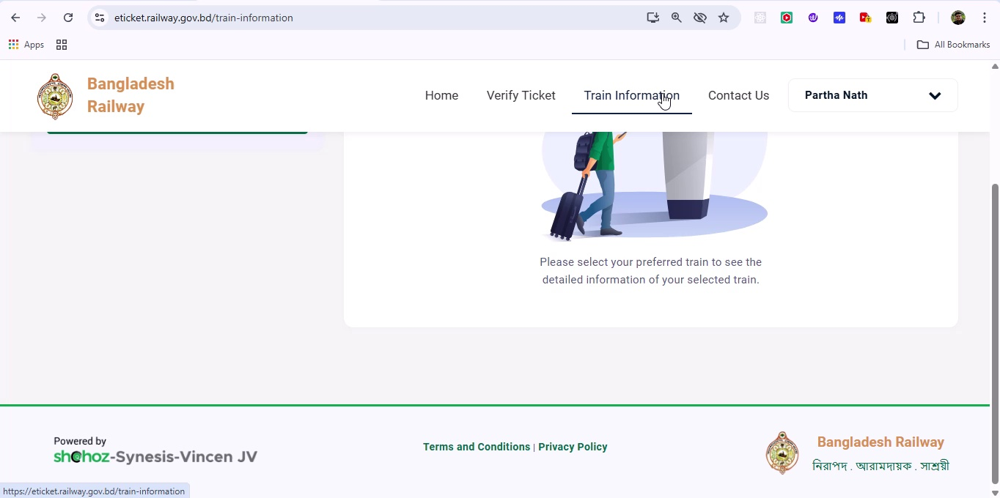 eticket.railway.gov.bd/train-information
Apps
All Bookmarks
Bangladesh
Railway
Home
Verify Ticket
Train Information
Contact Us
Partha Nath
Please select your preferred train to see the
detailed information of your selected train.
Powered by
shohoz-Synesis-Vincen JV
Terms and Conditions | Privacy Policy
Bangladesh Railway
নিরাপদ . আরামদায়ক . সাশ্রয়ী
https://eticket.railway.gov.bd/train-information